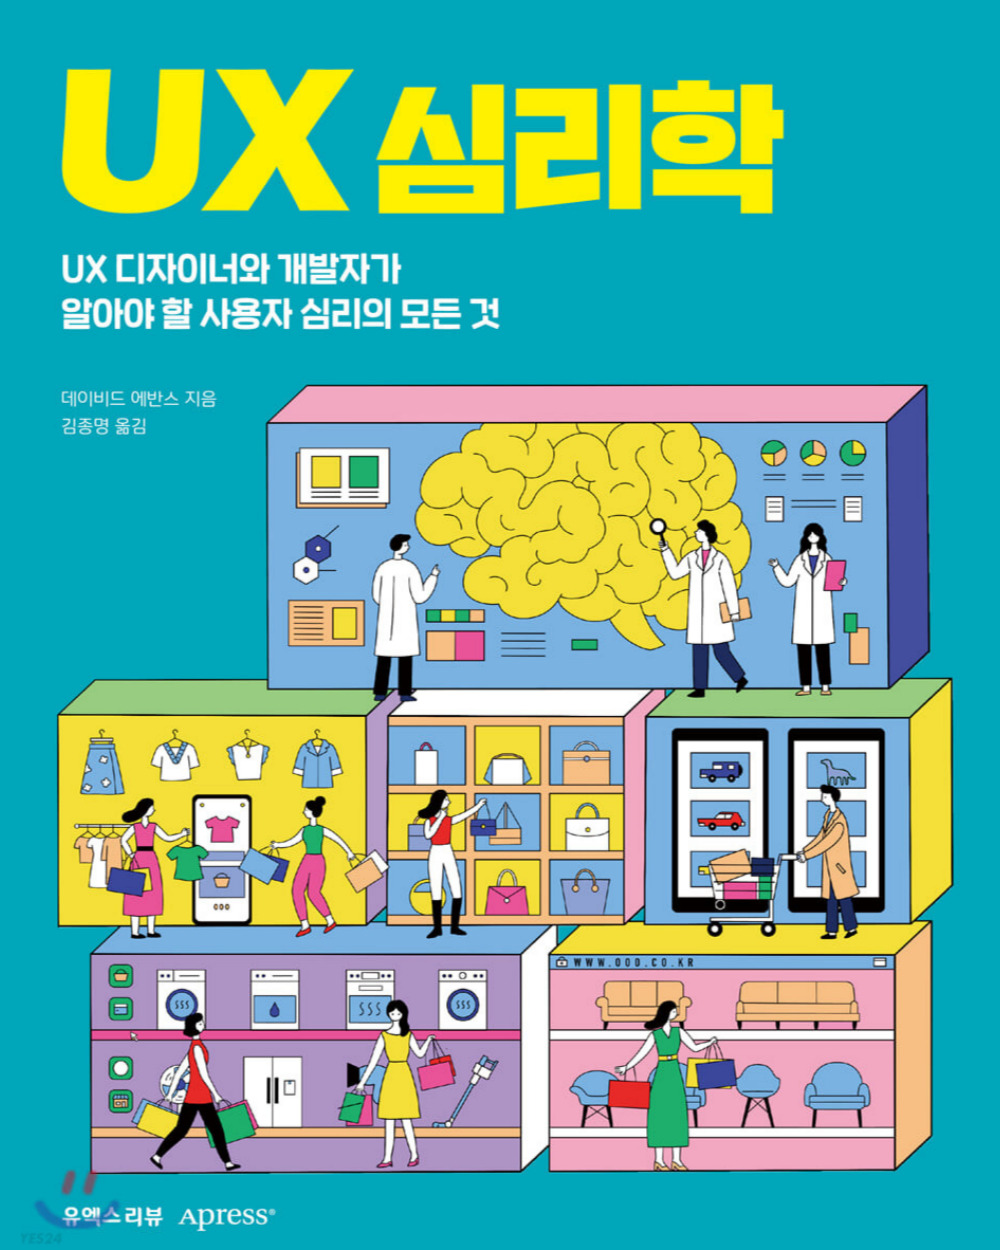 UX 심리학
UX 디자이너와 개발자가
알아야 할 사용자 심리의 모든 것
데이비드 에반스 지음
김종명 옮김
WWW.OOO.CO.KR
유엑스리뷰 Apress®
YES24